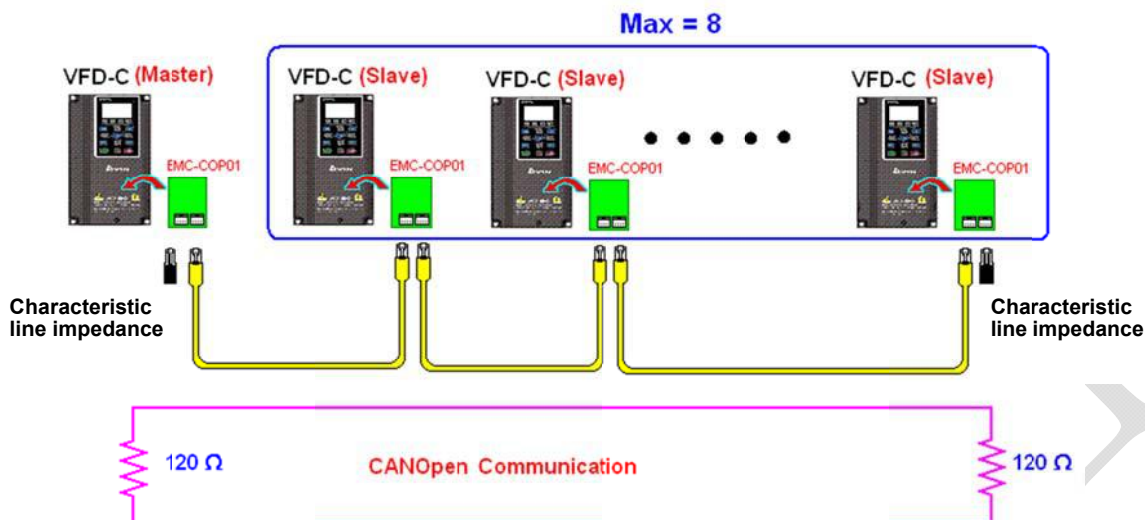 Max = 8
VFD-C (Master)
VFD-C (Slave)
VFD-C (Slave)
VFD-C (Slave)
EMC-COP01
EMC-COP01
EMC-COP01
EMC-COP01
Characteristic
line impedance
Characteristic
line impedance
120 Ω
CANOpen Communication
120 Ω